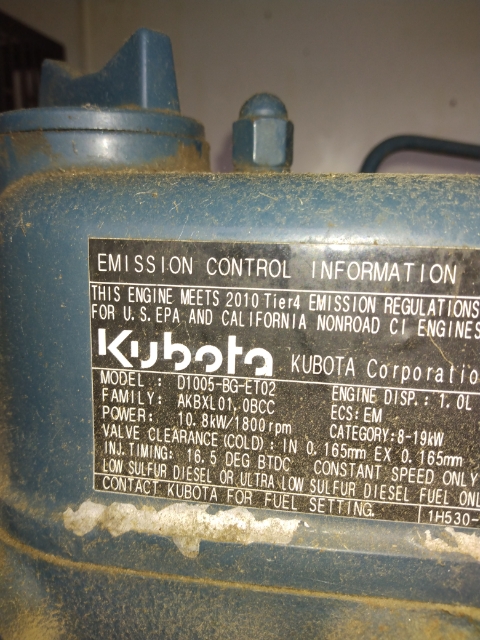 EMISSION CONTROL INFORMATION
THIS ENGINE MEETS 2010 Tier4 EMISSION REGULATIONS
FOR U.S. EPA AND CALIFORNIA NONROAD CI ENGINES
Kubota KUBOTA Corporatio
MODEL : D1005-BG-ET02 ENGINE DISP.: 1.0L
FAMILY: AKBXL01.0BCC ECS: EM
POWER: 10.8kW/1800rpm CATEGORY: 8-19kW
VALVE CLEARANCE (COLD) : IN 0.165mm EX 0.165mm
INJ. TIMING: 16.5 DEG BTDC CONSTANT SPEED ONLY
LOW SULFUR DIESEL OR ULTRA LOW SULFUR DIESEL FUEL ONL
CONTACT KUBOTA FOR FUEL SETTING. 1H530-